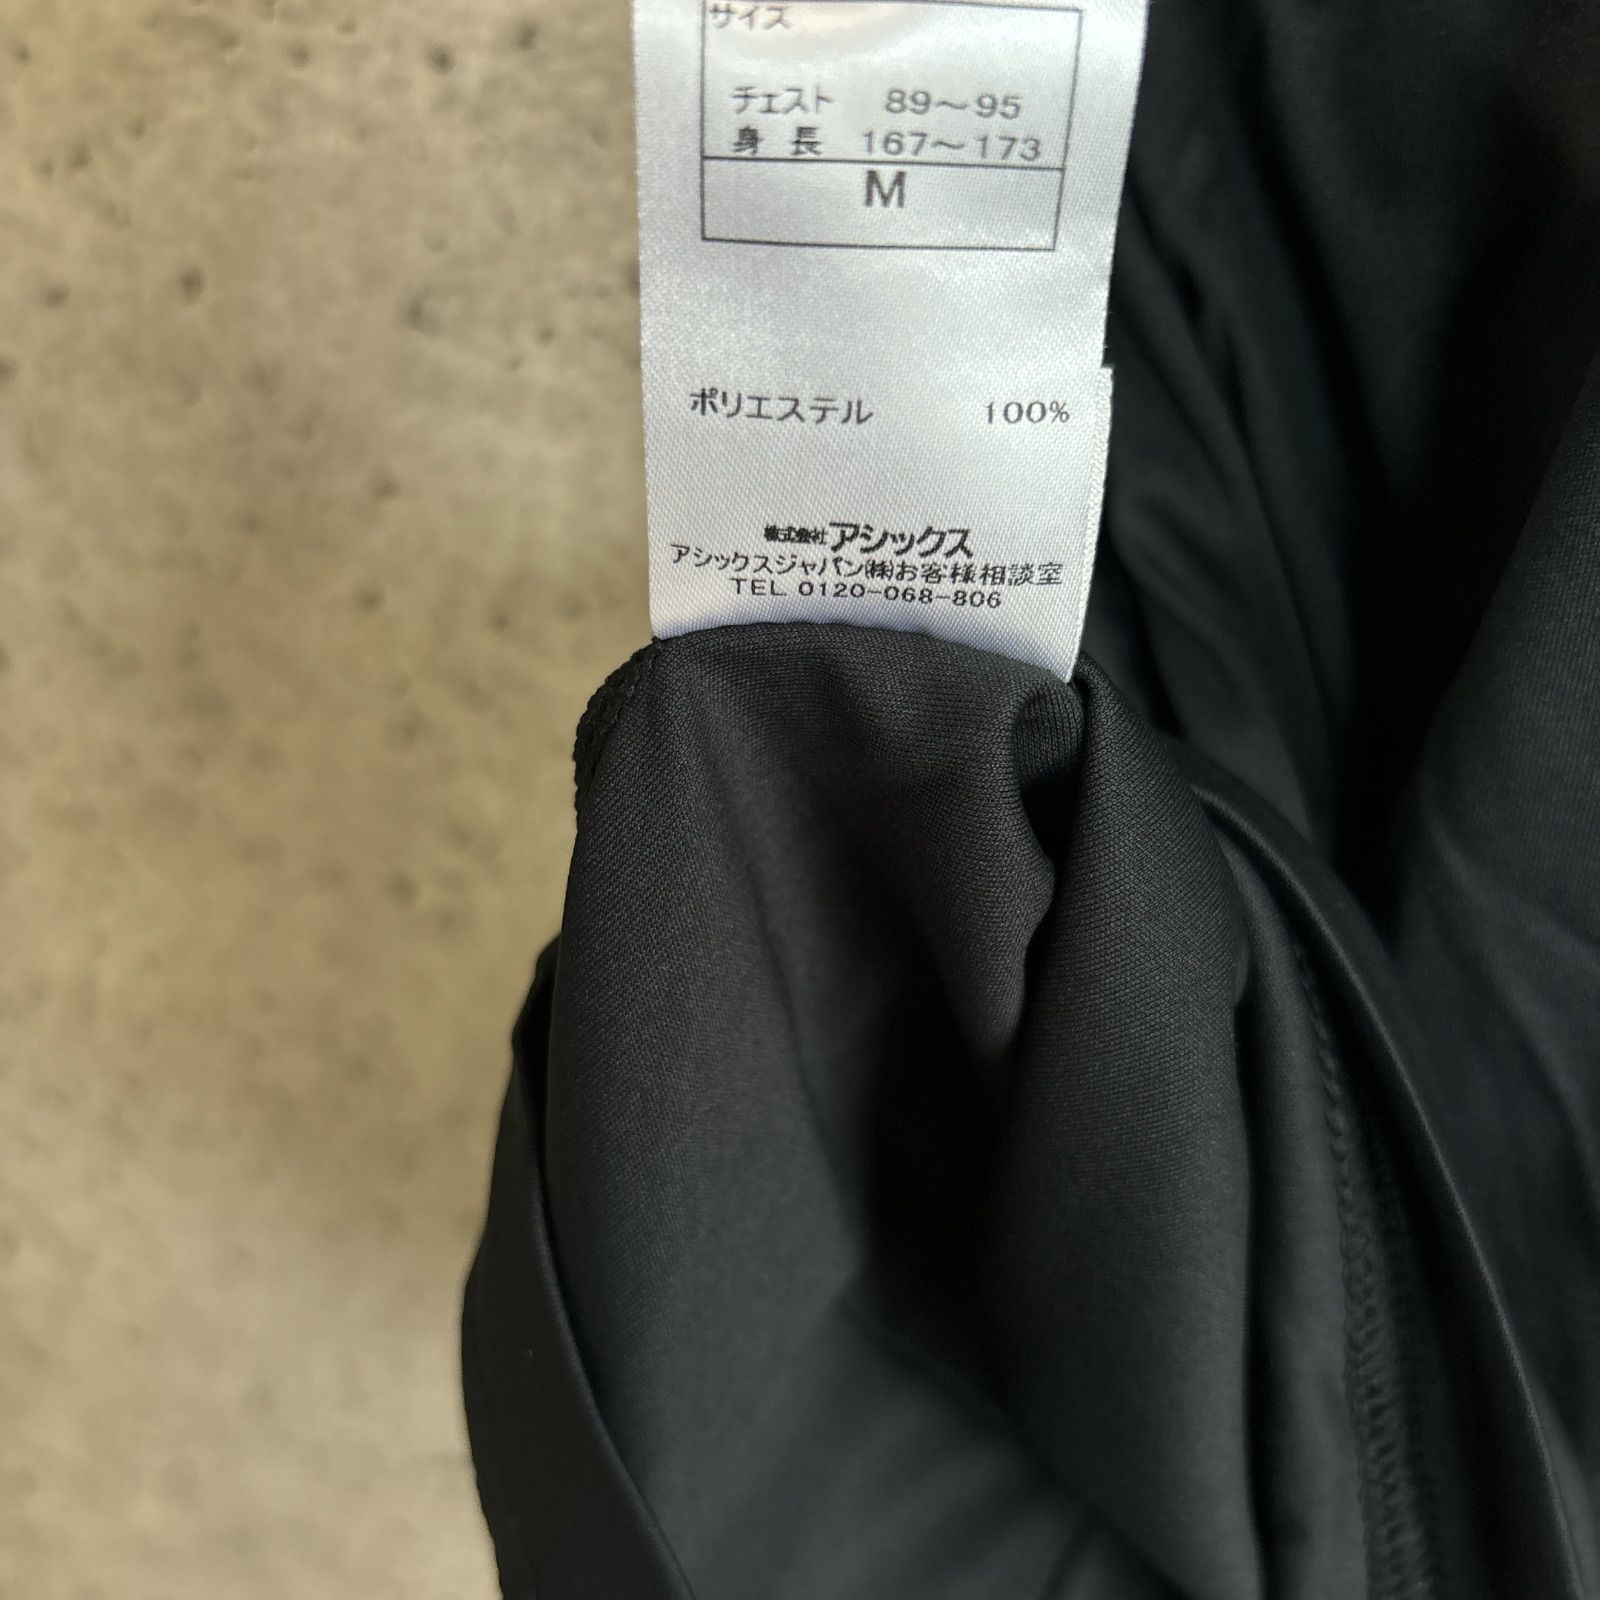 サイズ
チェスト 89～95
身長 167～173
M
ポリエステル 100%
株式会社アシックス
アシックスジャパン㈱お客様相談室
TEL 0120-068-806